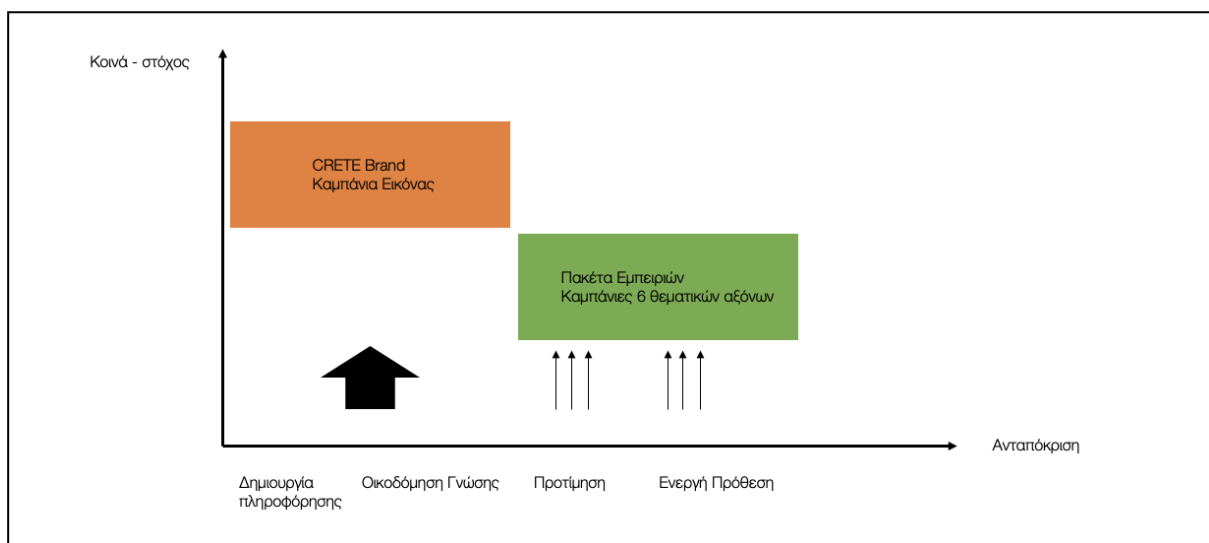 Κοινά - στόχος
CRETE Brand
Καμπάνια Εικόνας
Πακέτα Εμπειριών
Καμπάνιες 6 θεματικών αξόνων
Ανταπόκριση
Δημιουργία
πληροφόρησης
Οικοδόμηση Γνώσης
Προτίμηση
Ενεργή Πρόθεση